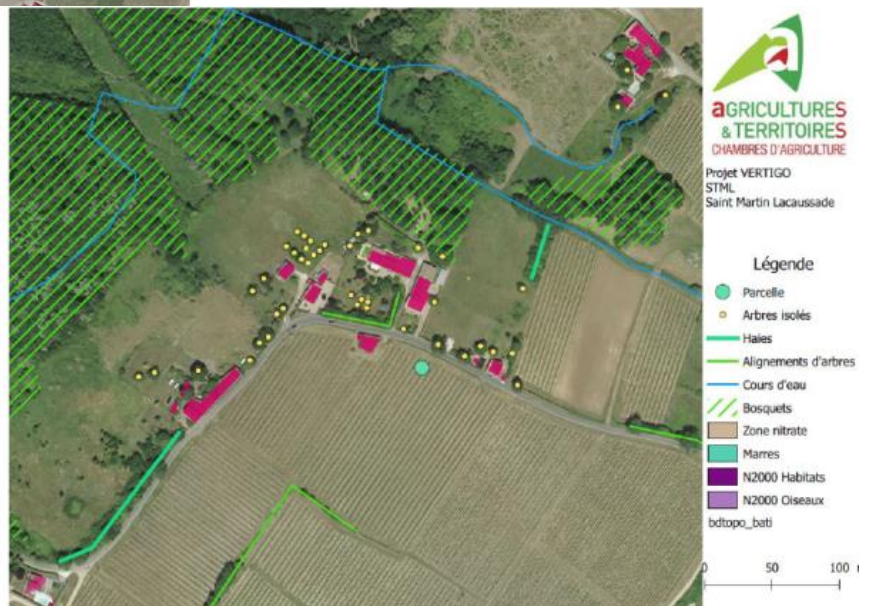 aGRICULTURES
& TERRITOIRES
CHAMBRES D'AGRICULTURE
Projet VERTIGO
STML
Saint Martin Lacaussade
Légende
Parcelle
Arbres isolés
Haies
Alignements d'arbres
Cours d'eau
Bosquets
Zone nitrate
Marres
N2000 Habitats
N2000 Oiseaux
bdtopo_bati
0 50 100